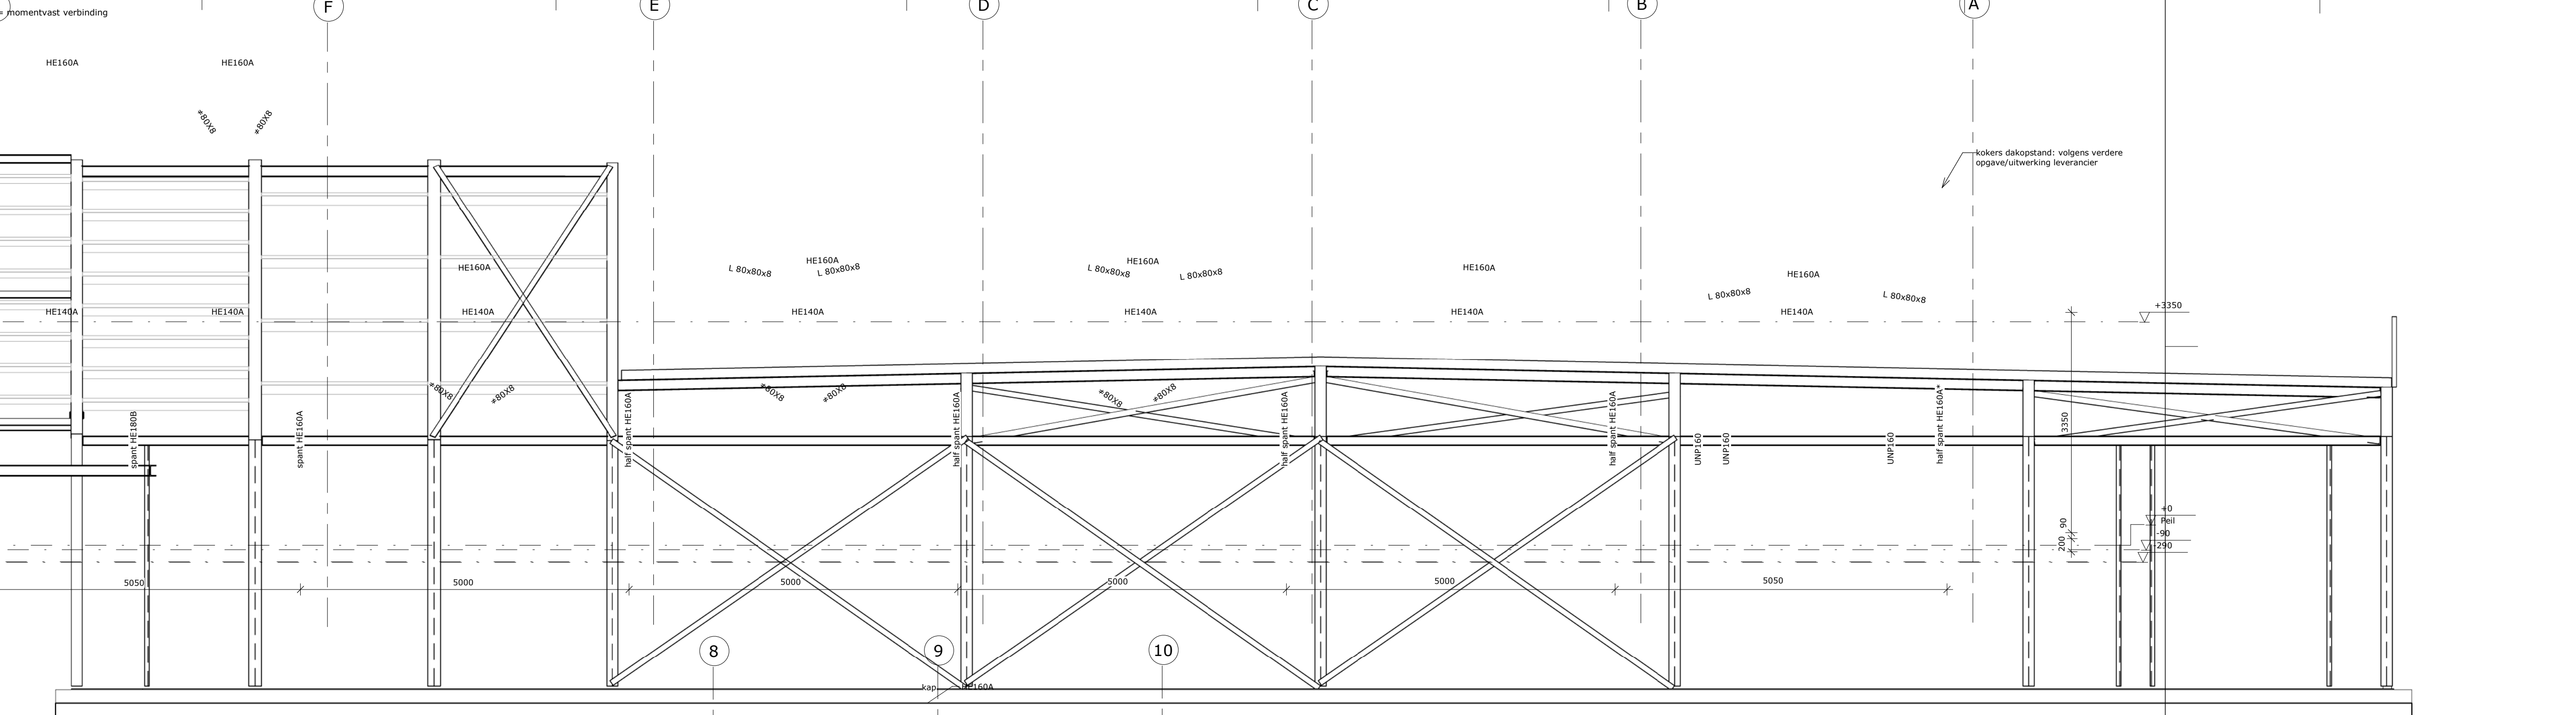 F
E
D
C
B
A
= momentvast verbinding
HE160A
HE160A
≠80X8
≠80X8
kokers dakopstand: volgens verdere
opgave/uitwerking leverancier
HE160A
HE160A
HE160A
HE160A
HE160A
L 80x80x8
L 80x80x8
L 80x80x8
L 80x80x8
L 80x80x8
L 80x80x8
+3350
HE140A
HE140A
HE140A
HE140A
HE140A
HE140A
HE140A
≠80X8
≠80X8
≠80X8
≠80X8
≠80X8
≠80X8
spant HE180B
spant HE160A
half spant HE160A
half spant HE160A
half spant HE160A
half spant HE160A
UNP160
UNP160
UNP160
half spant HE160A*
3350
90
200
+0
Peil
-90
-290
5050
5000
5000
5000
5000
5050
8
9
10
kap.
HE160A